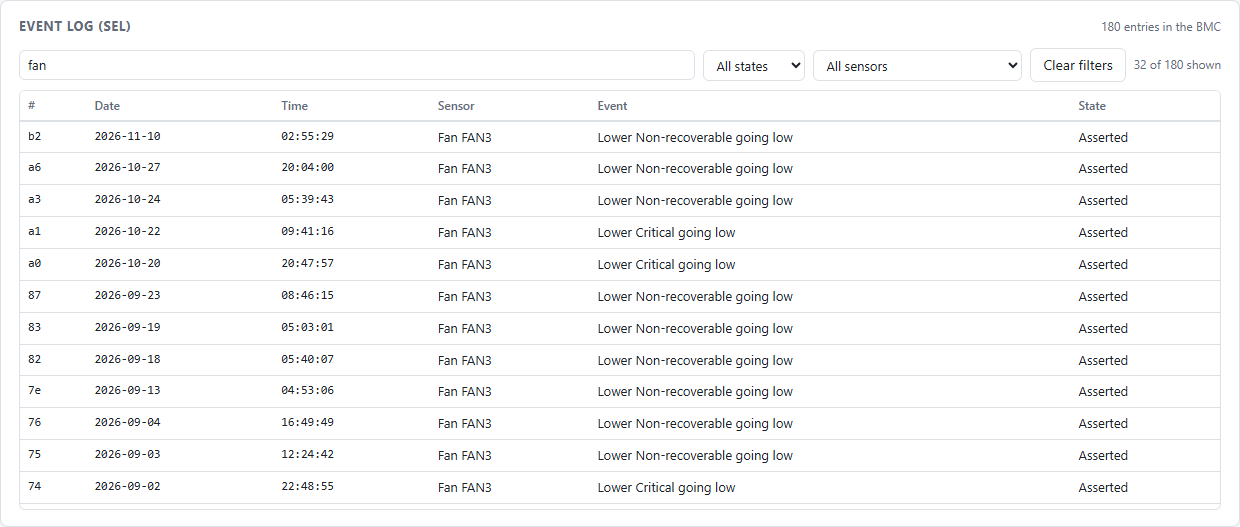 EVENT LOG (SEL) 180 entries in the BMC
fan All states All sensors Clear filters 32 of 180 shown
# Date Time Sensor Event State
b2 2026-11-10 02:55:29 Fan FAN3 Lower Non-recoverable going low Asserted
a6 2026-10-27 20:04:00 Fan FAN3 Lower Non-recoverable going low Asserted
a3 2026-10-24 05:39:43 Fan FAN3 Lower Non-recoverable going low Asserted
a1 2026-10-22 09:41:16 Fan FAN3 Lower Critical going low Asserted
a0 2026-10-20 20:47:57 Fan FAN3 Lower Critical going low Asserted
87 2026-09-23 08:46:15 Fan FAN3 Lower Non-recoverable going low Asserted
83 2026-09-19 05:03:01 Fan FAN3 Lower Non-recoverable going low Asserted
82 2026-09-18 05:40:07 Fan FAN3 Lower Non-recoverable going low Asserted
7e 2026-09-13 04:53:06 Fan FAN3 Lower Non-recoverable going low Asserted
76 2026-09-04 16:49:49 Fan FAN3 Lower Non-recoverable going low Asserted
75 2026-09-03 12:24:42 Fan FAN3 Lower Non-recoverable going low Asserted
74 2026-09-02 22:48:55 Fan FAN3 Lower Critical going low Asserted